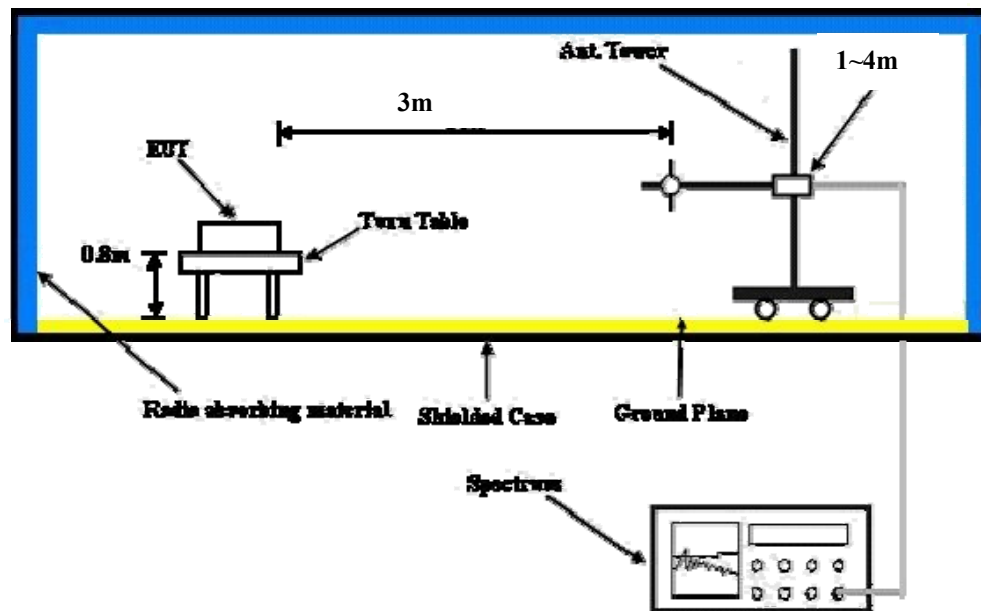 Ant. Tower
1~4m
3m
EUT
Turn Table
0.8m
Radio absorbing material
Shielded Case
Ground Plane
Spectrum